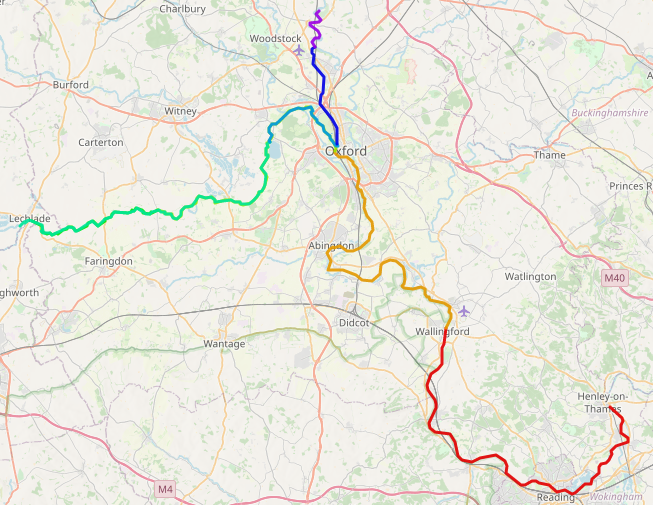 Charlbury
Woodstock
Burford
Witney
Buckinghamshire
Carterton
Oxford
Thame
Princes R
Lechlade
Abingdon
Faringdon
Watlington
M40
ghworth
Didcot
Wallingford
Wantage
Henley-on-
Thames
M4
Reading
Wokingham